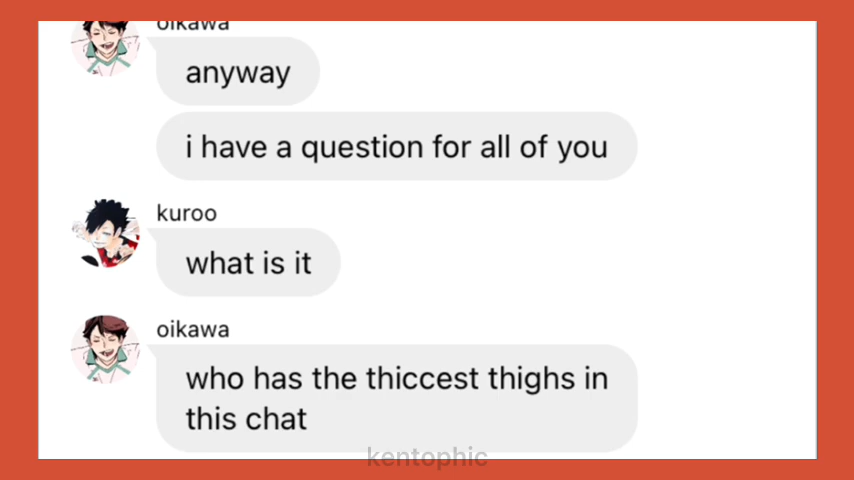 oikawa
anyway
i have a question for all of you
kuroo
what is it
oikawa
who has the thiccest thighs in
this chat
kentophic